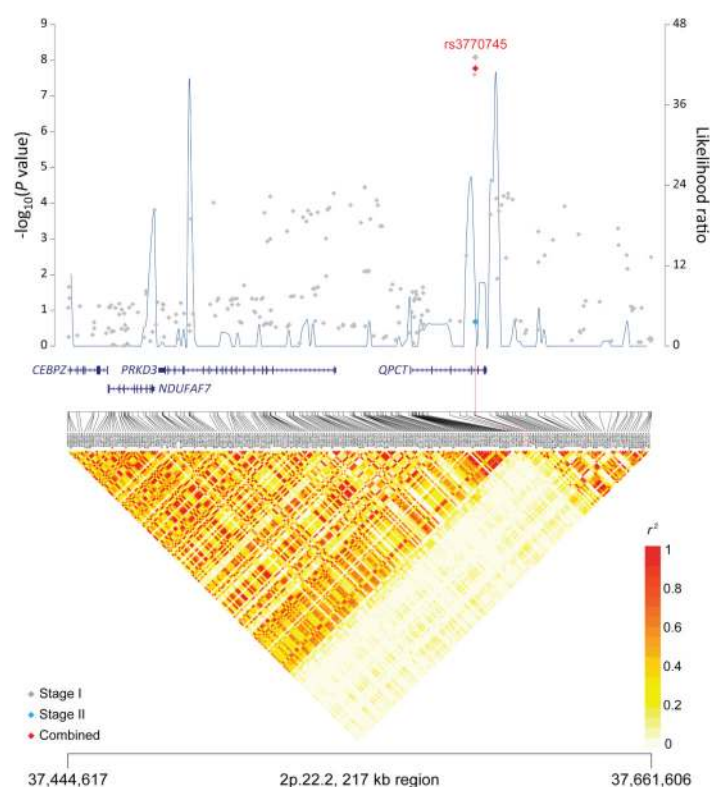 9
8
7
6
5
4
3
2
1
0
-log10(P value)
rs3770745
48
36
24
12
0
Likelihood ratio
CEBPZ PRKD3 QPCT
NDUFAF7
r²
1
0.8
0.6
0.4
0.2
0
Stage I
Stage II
Combined
37,444,617 2p.22.2, 217 kb region 37,661,606